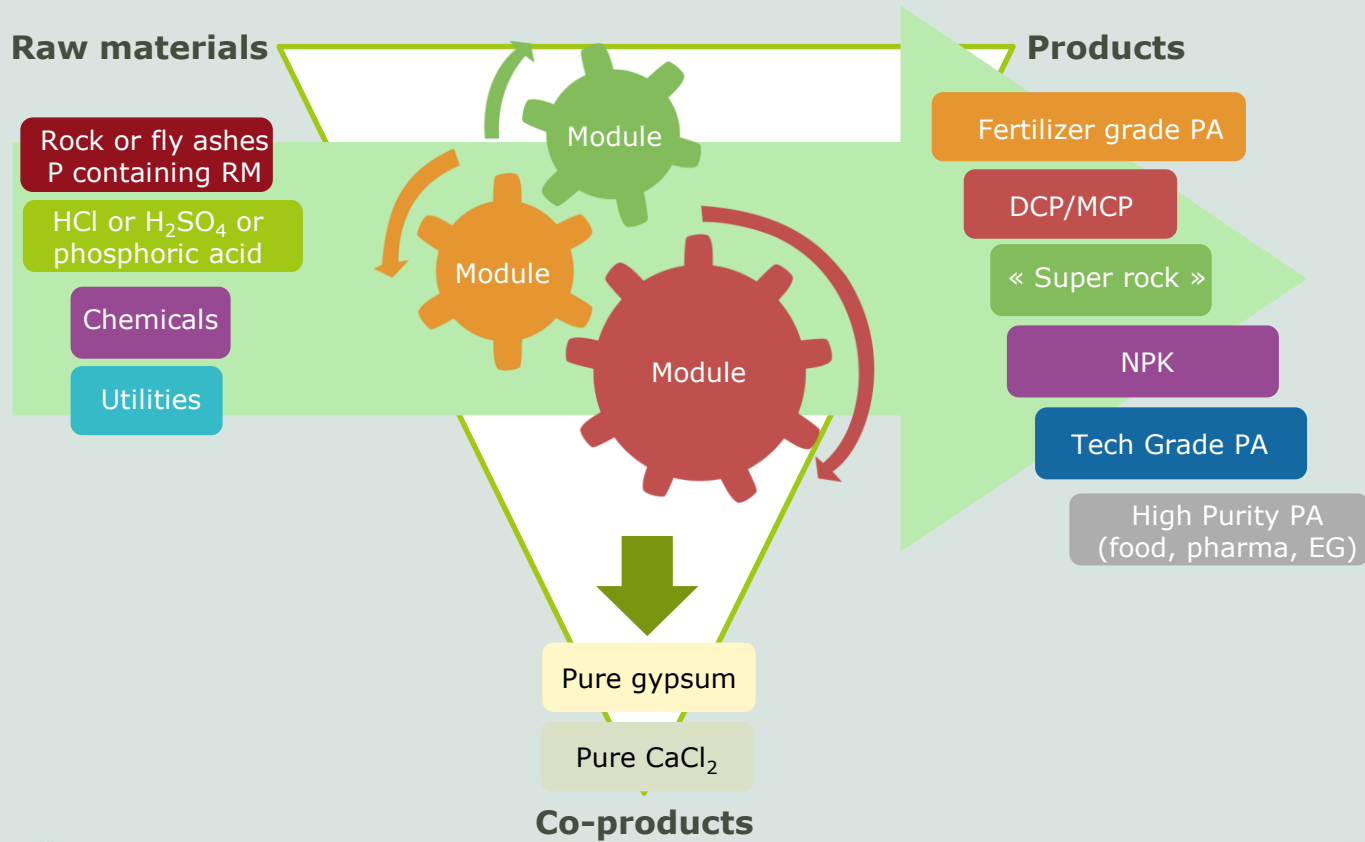 Raw materials
Rock or fly ashes
P containing RM
HCl or H₂SO₄ or
phosphoric acid
Chemicals
Utilities
Module
Module
Module
Products
Fertilizer grade PA
DCP/MCP
« Super rock »
NPK
Tech Grade PA
High Purity PA
(food, pharma, EG)
Pure gypsum
Pure CaCl₂
Co-products